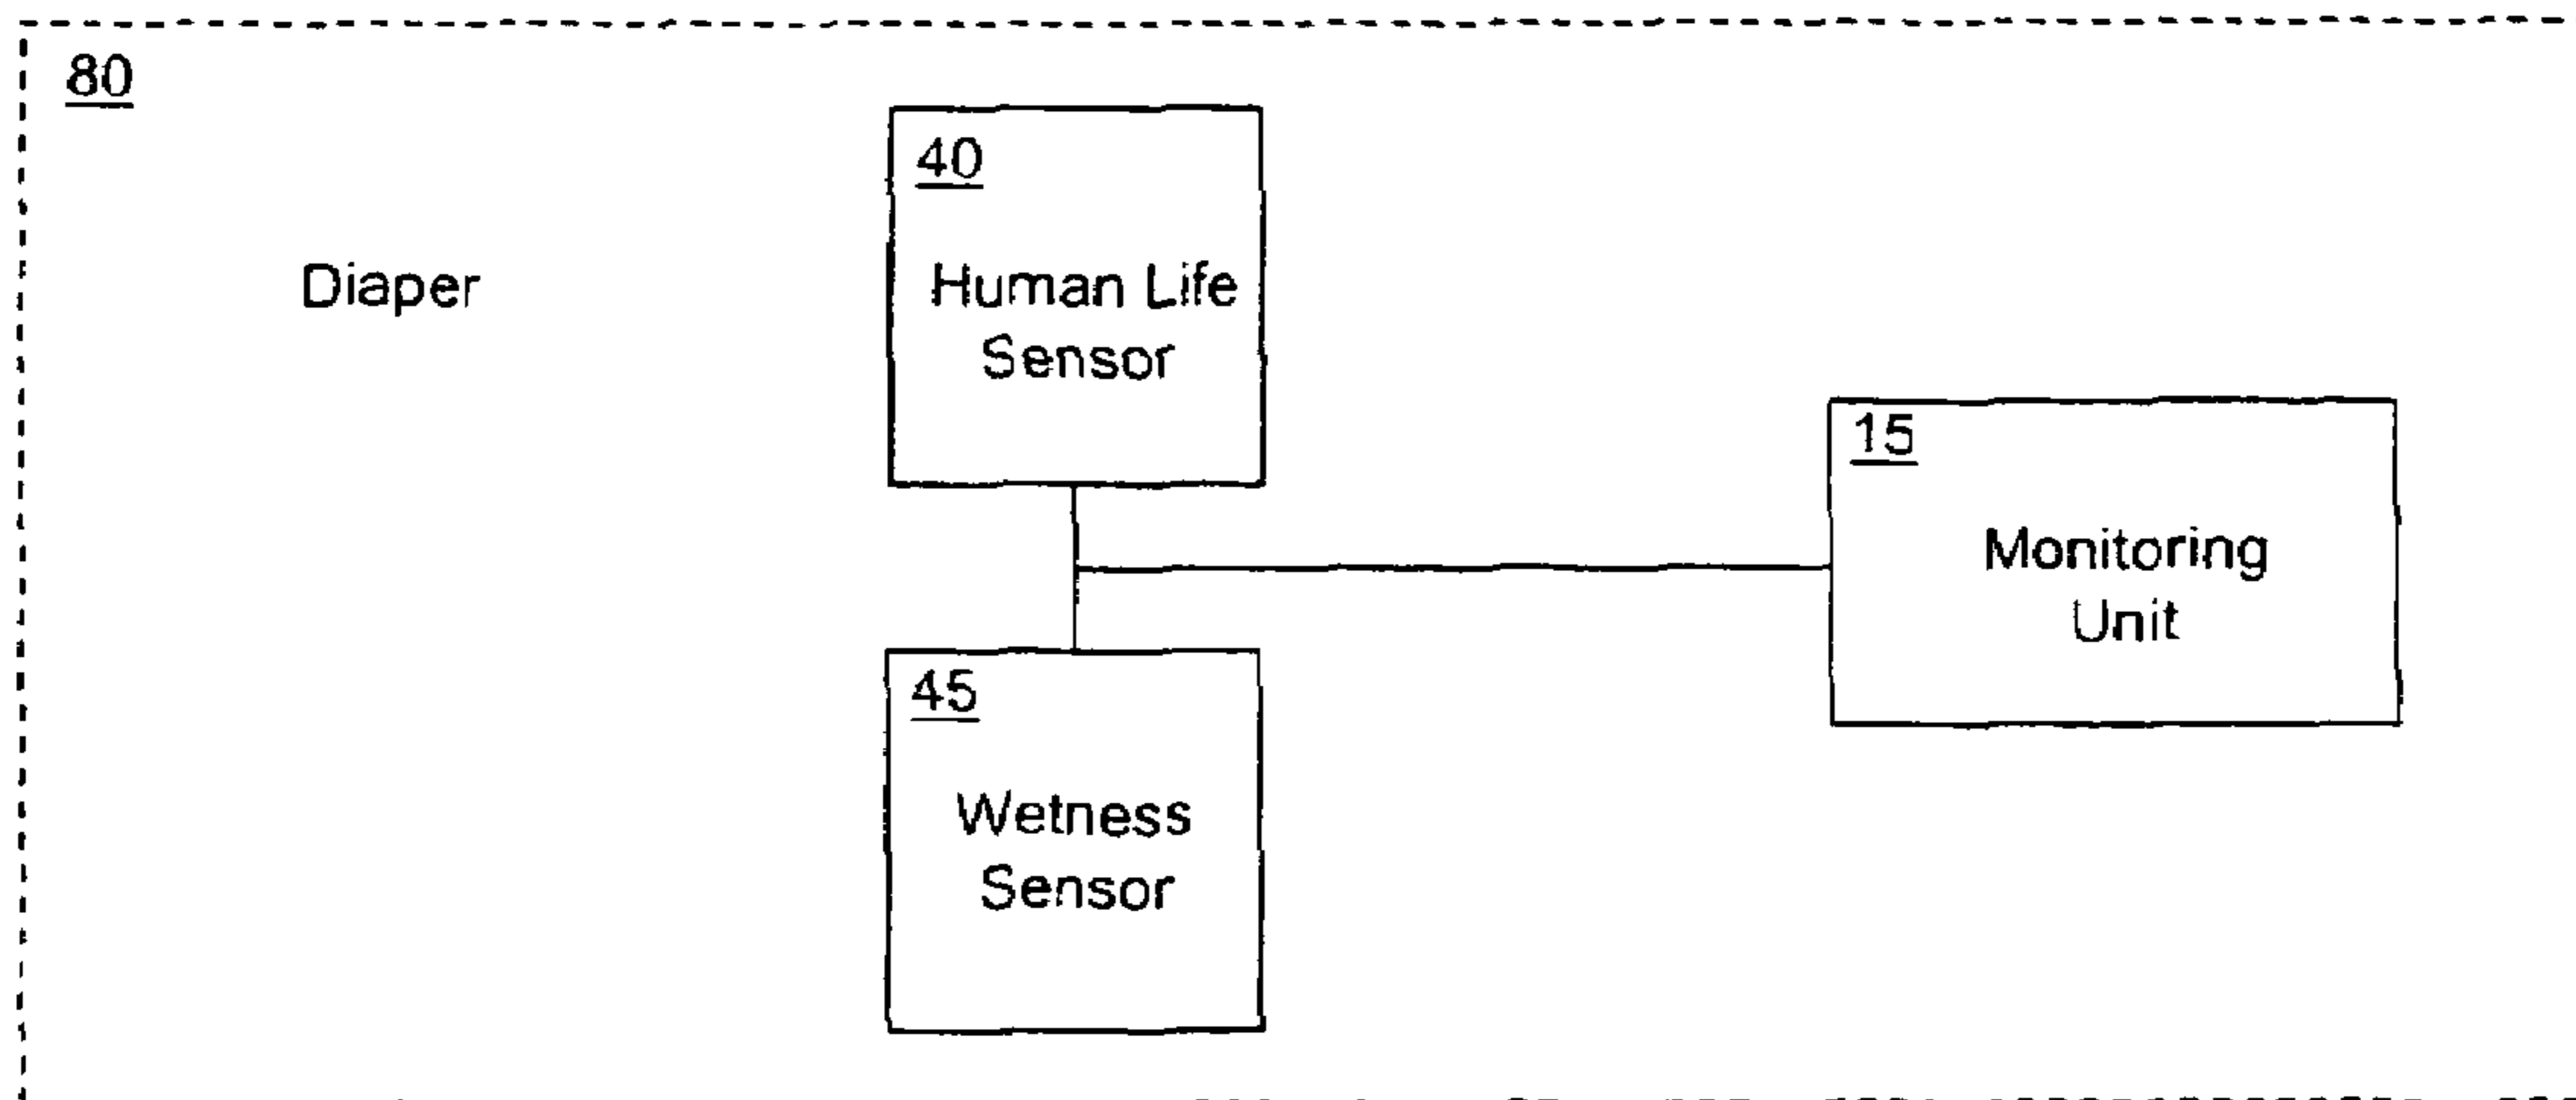 80
Diaper
40
Human Life
Sensor
15
Monitoring
Unit
45
Wetness
Sensor